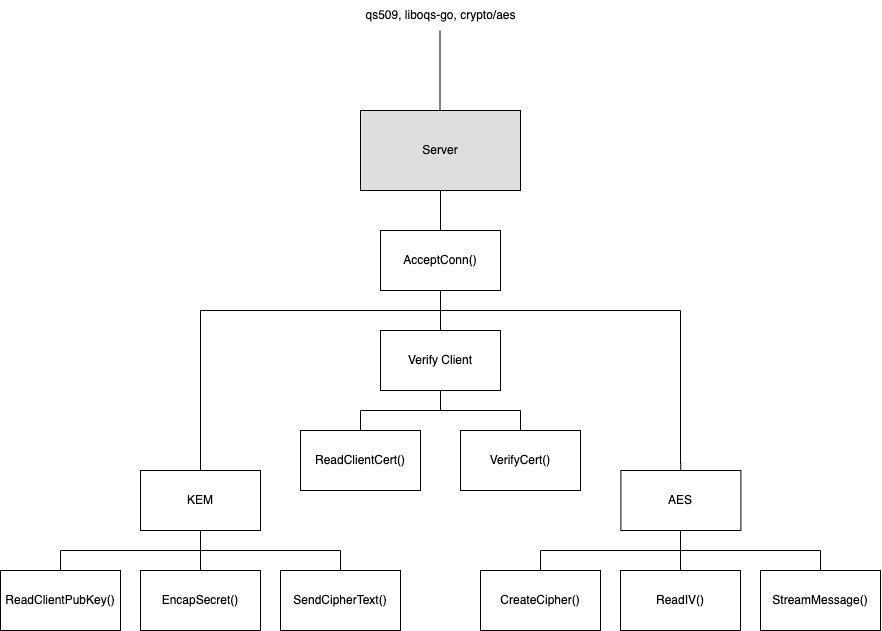 qs509, liboqs-go, crypto/aes
Server
AcceptConn()
Verify Client
ReadClientCert()
VerifyCert()
KEM
AES
ReadClientPubKey()
EncapSecret()
SendCipherText()
CreateCipher()
ReadIV()
StreamMessage()